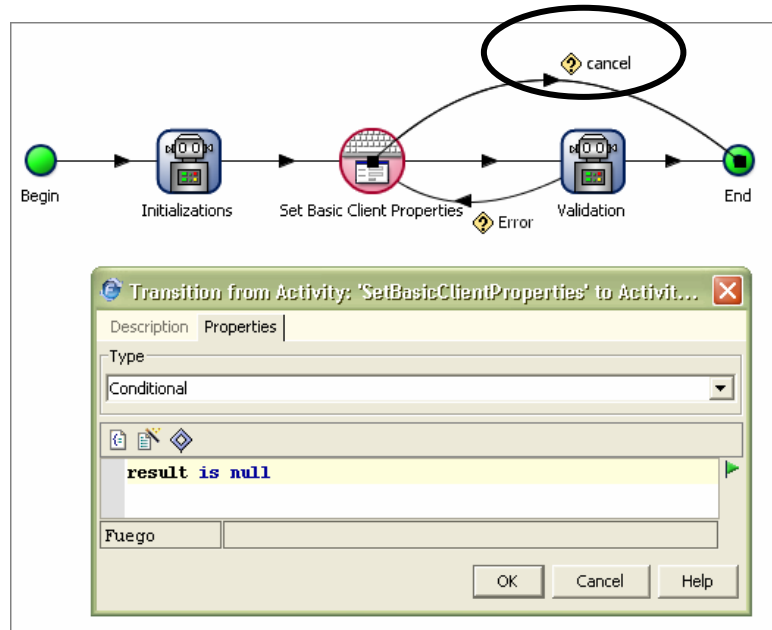 cancel
Begin
Initializations
Set Basic Client Properties
Error
Validation
End
Transition from Activity: 'SetBasicClientProperties' to Activit...
Description Properties
Type
Conditional
result is null
Fuego
OK Cancel Help